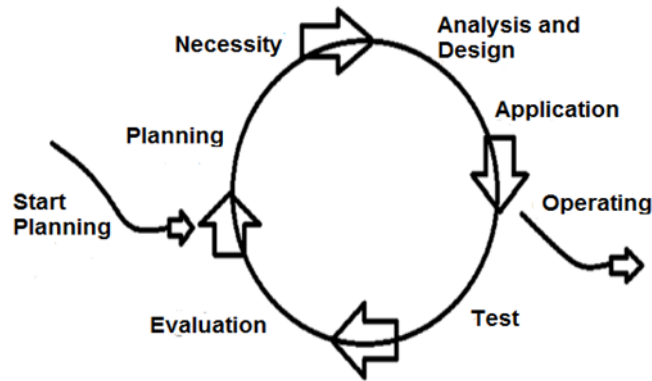 Necessity
Analysis and
Design
Application
Planning
Start
Planning
Operating
Evaluation
Test